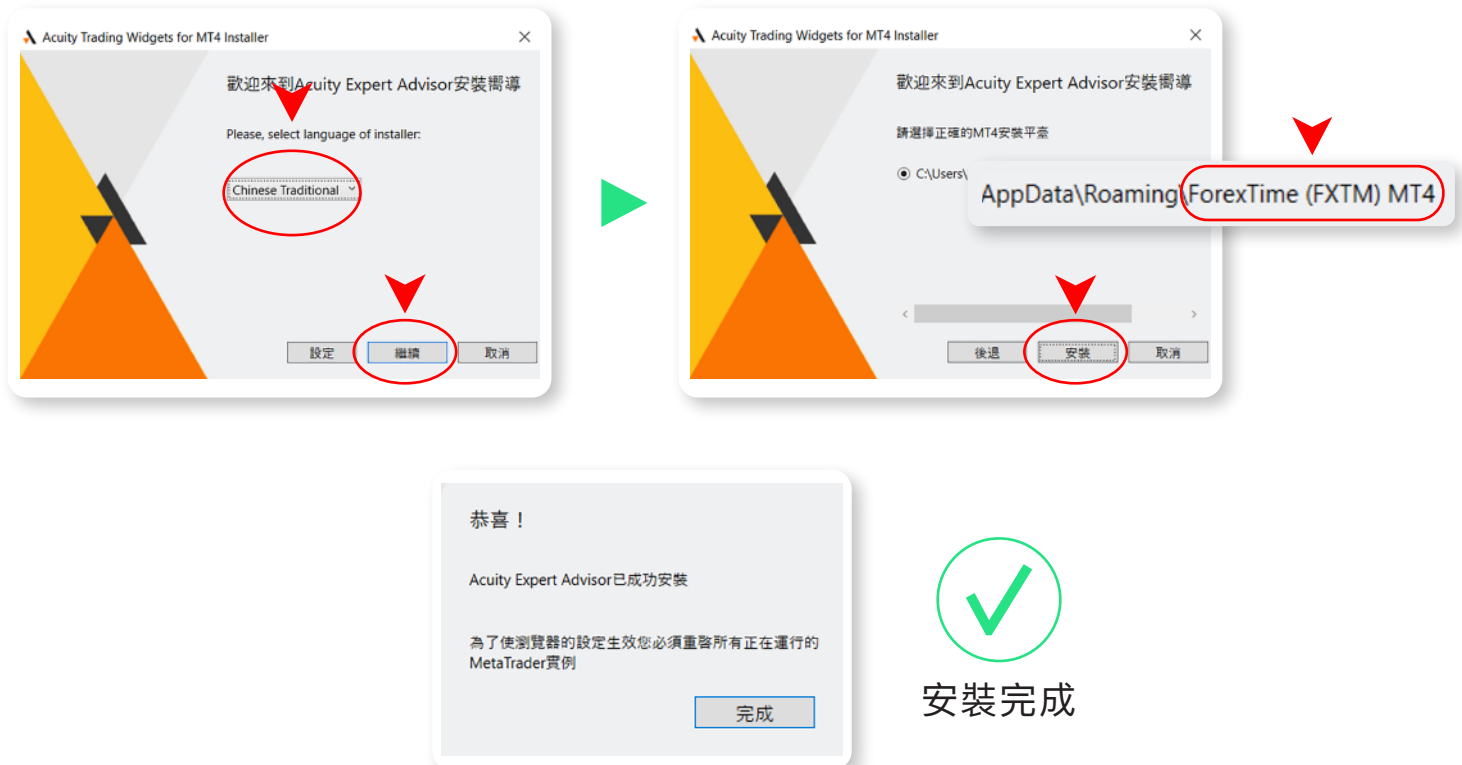 Acuity Trading Widgets for MT4 Installer
歡迎來到Acuity Expert Advisor安裝嚮導
Please, select language of installer:
Chinese Traditional
設定
繼續
取消
Acuity Trading Widgets for MT4 Installer
歡迎來到Acuity Expert Advisor安裝嚮導
請選擇正確的MT4安裝平臺
C:\Users\
AppData\Roaming\ForexTime (FXTM) MT4
後退
安裝
取消
恭喜！
Acuity Expert Advisor已成功安裝
為了使瀏覽器的設定生效您必須重啓所有正在運行的
MetaTrader實例
完成
安裝完成